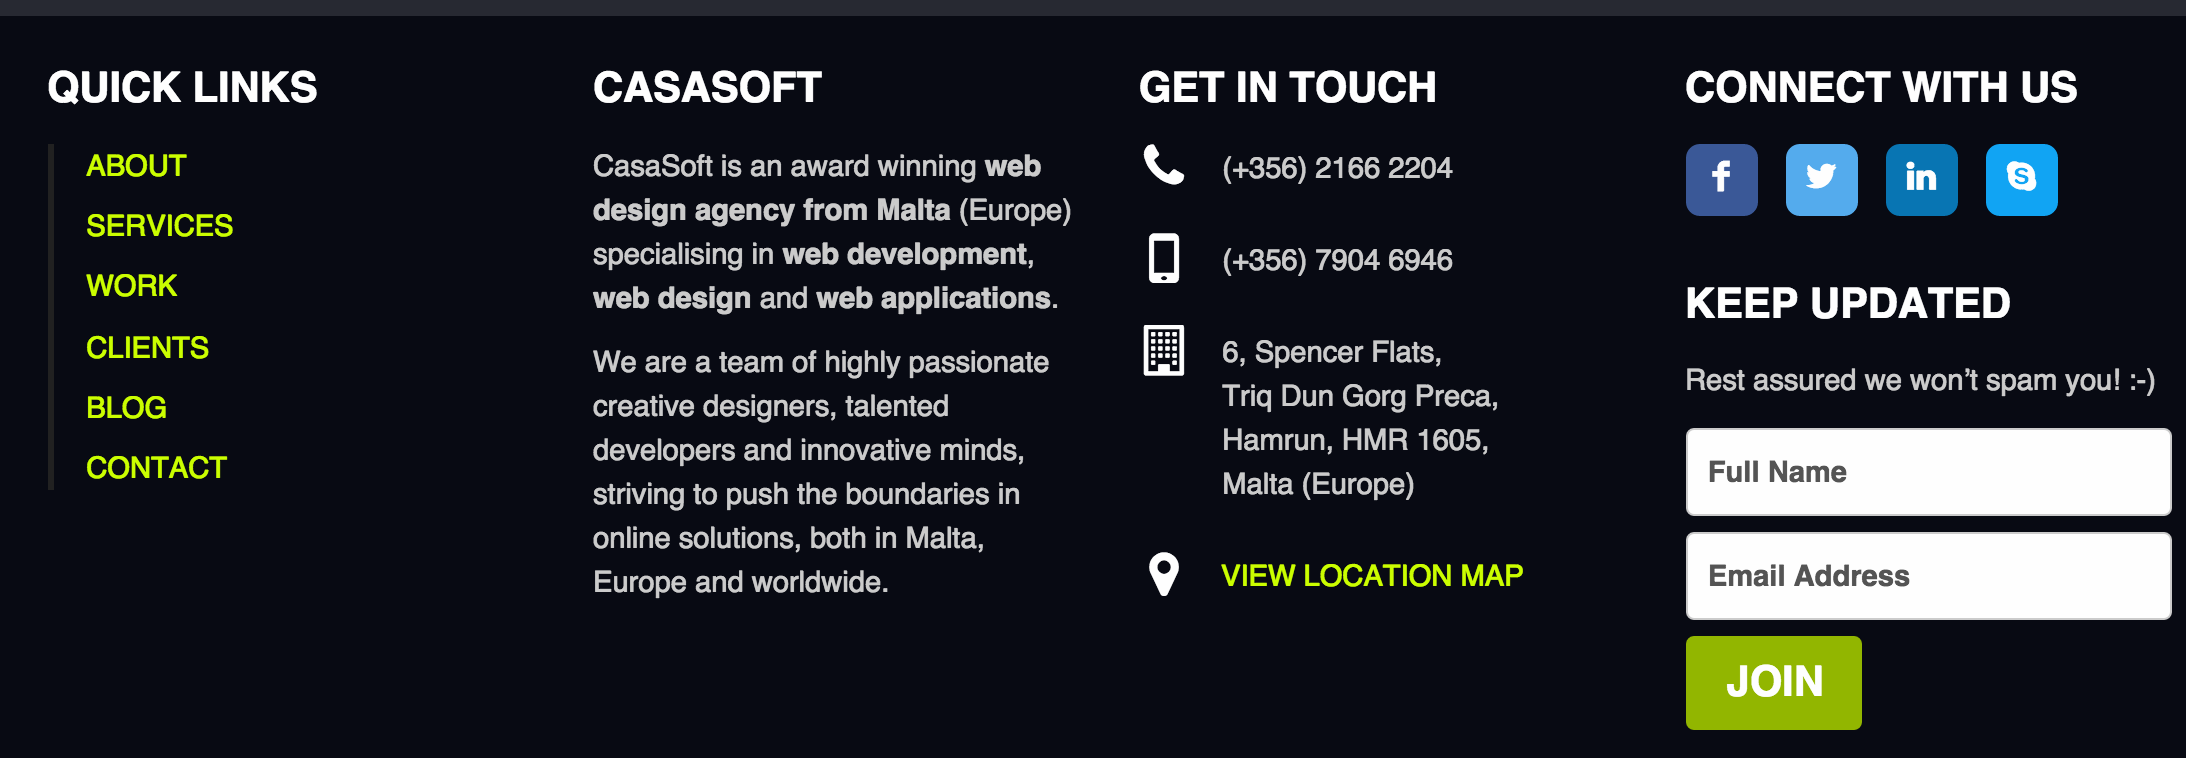 QUICK LINKS
ABOUT
SERVICES
WORK
CLIENTS
BLOG
CONTACT
CASASOFT
CasaSoft is an award winning web
design agency from Malta (Europe)
specialising in web development,
web design and web applications.
We are a team of highly passionate
creative designers, talented
developers and innovative minds,
striving to push the boundaries in
online solutions, both in Malta,
Europe and worldwide.
GET IN TOUCH
(+356) 2166 2204
(+356) 7904 6946
6, Spencer Flats,
Triq Dun Gorg Preca,
Hamrun, HMR 1605,
Malta (Europe)
VIEW LOCATION MAP
CONNECT WITH US
KEEP UPDATED
Rest assured we won’t spam you! :-)
Full Name
Email Address
JOIN